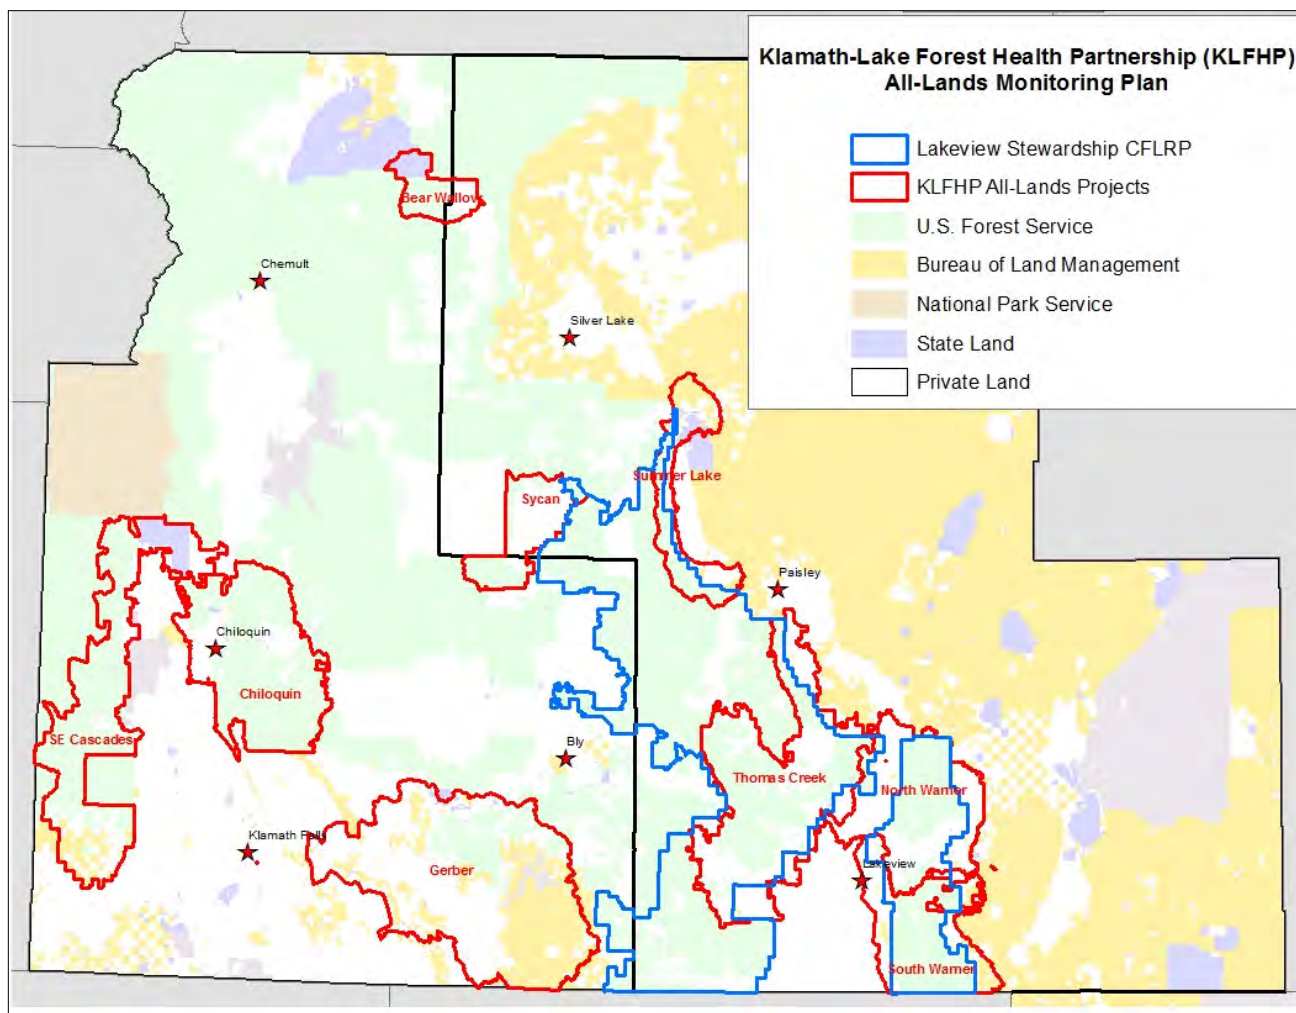 Klamath-Lake Forest Health Partnership (KLFHP)
All-Lands Monitoring Plan
Lakeview Stewardship CFLRP
KLFHP All-Lands Projects
U.S. Forest Service
Bureau of Land Management
National Park Service
State Land
Private Land
Bear Wallow
Chemult
Silver Lake
Summer Lake
Sycan
Paisley
Chiloquin
Chiloquin
SE Cascades
Bly
Thomas Creek
North Warner
Klamath Falls
Gerber
Lakeview
South Warner